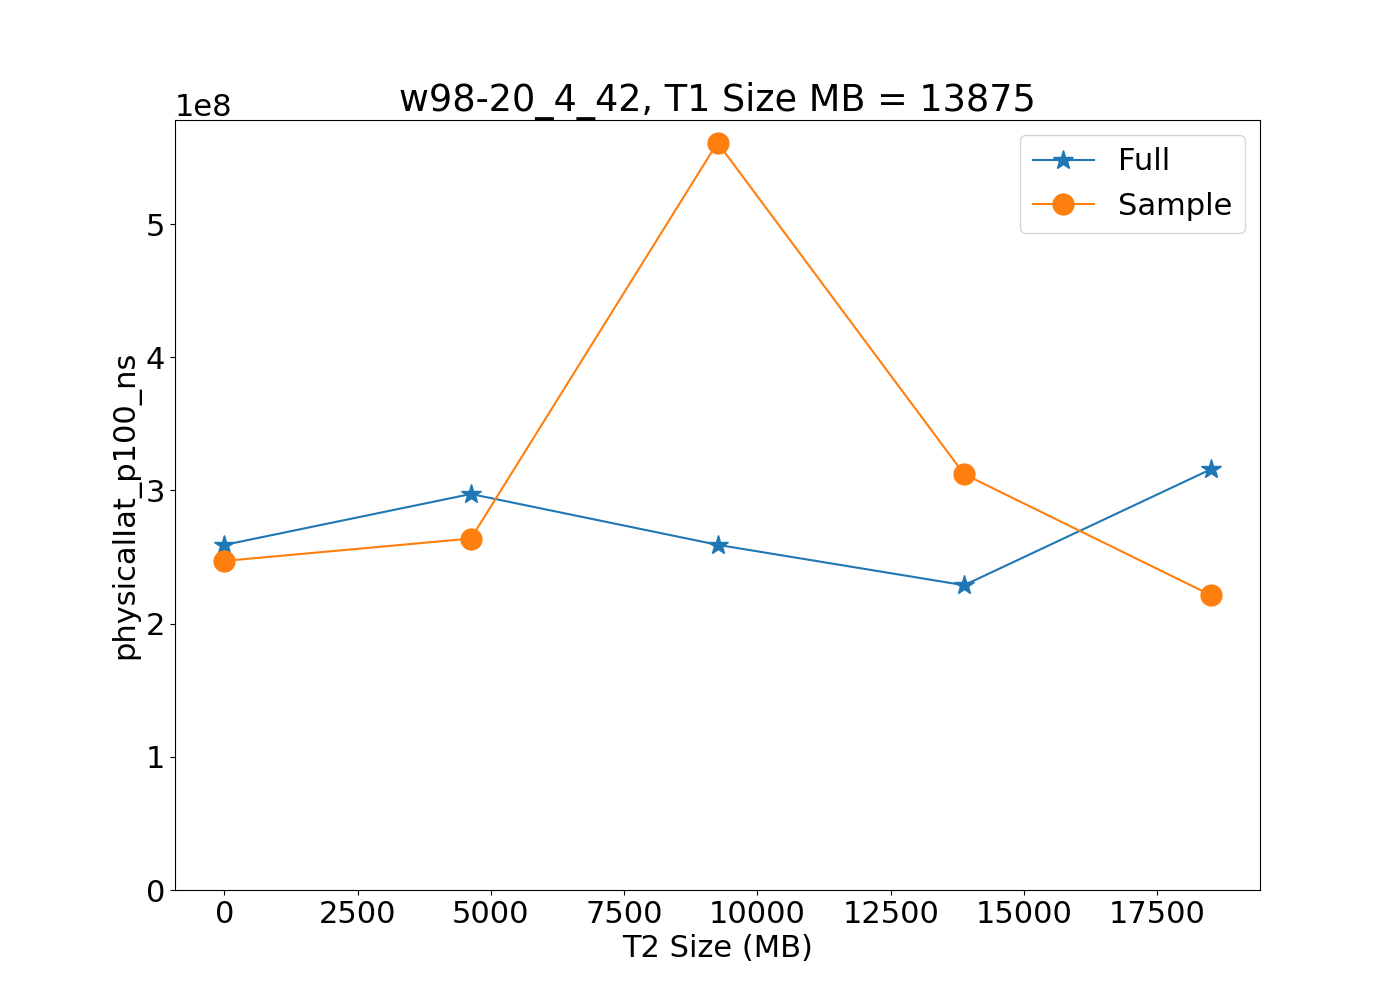 w98-20_4_42, T1 Size MB = 13875
1e8
Full
Sample
5
4
3
2
1
0
physicallat_p100_ns
0 2500 5000 7500 10000 12500 15000 17500
T2 Size (MB)